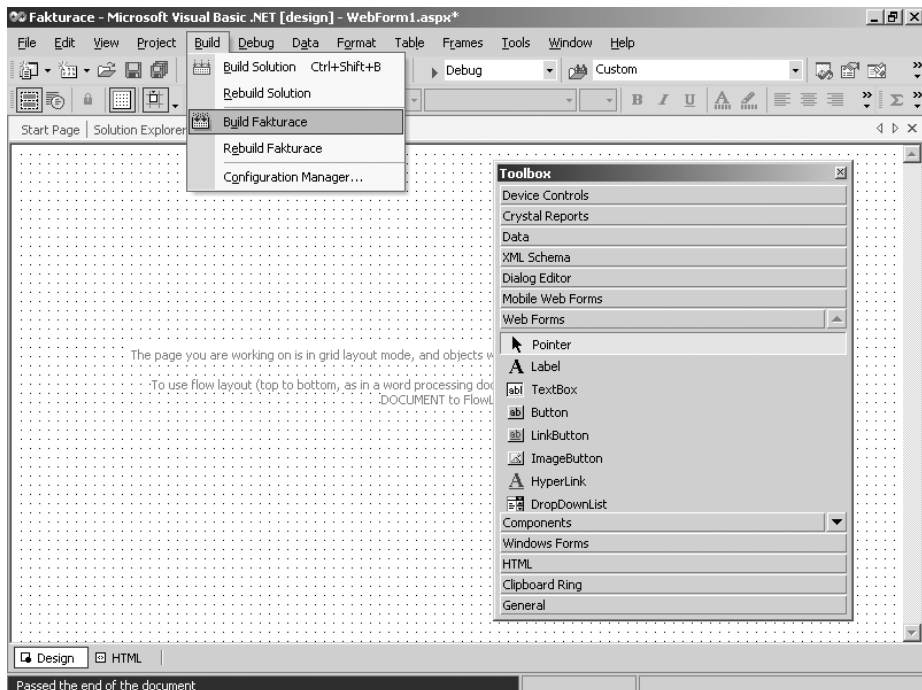 Fakturace - Microsoft Visual Basic .NET [design] - WebForm1.aspx*
File Edit View Project Build Debug Data Format Table Frames Tools Window Help
Build Solution Ctrl+Shift+B
Debug
Custom
Rebuild Solution
B I U A
Start Page Solution Explorer
Build Fakturace
Rebuild Fakturace
Configuration Manager...
The page you are working on is in grid layout mode, and objects w
To use flow layout (top to bottom, as in a word processing doc
DOCUMENT to FlowL
Toolbox
Device Controls
Crystal Reports
Data
XML Schema
Dialog Editor
Mobile Web Forms
Web Forms
Pointer
A Label
abl TextBox
ab Button
ab LinkButton
ImageButton
A HyperLink
DropDownList
Components
Windows Forms
HTML
Clipboard Ring
General
Design HTML
Passed the end of the document